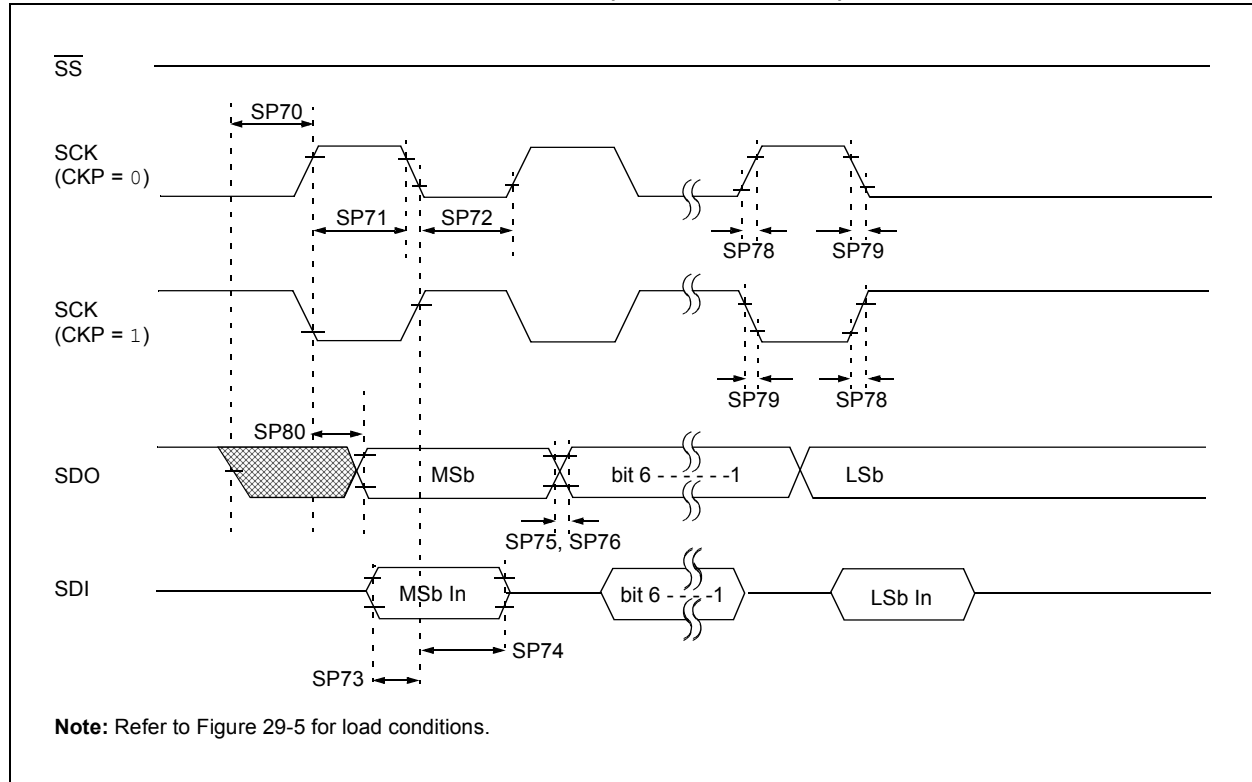 SS
SP70
SCK
(CKP = 0)
SP71
SP72
SP78
SP79
SCK
(CKP = 1)
SP79
SP78
SP80
SDO
MSb
bit 6 - - - - - -1
LSb
SP75, SP76
SDI
MSb In
bit 6 - - - -1
LSb In
SP74
SP73
Note: Refer to Figure 29-5 for load conditions.